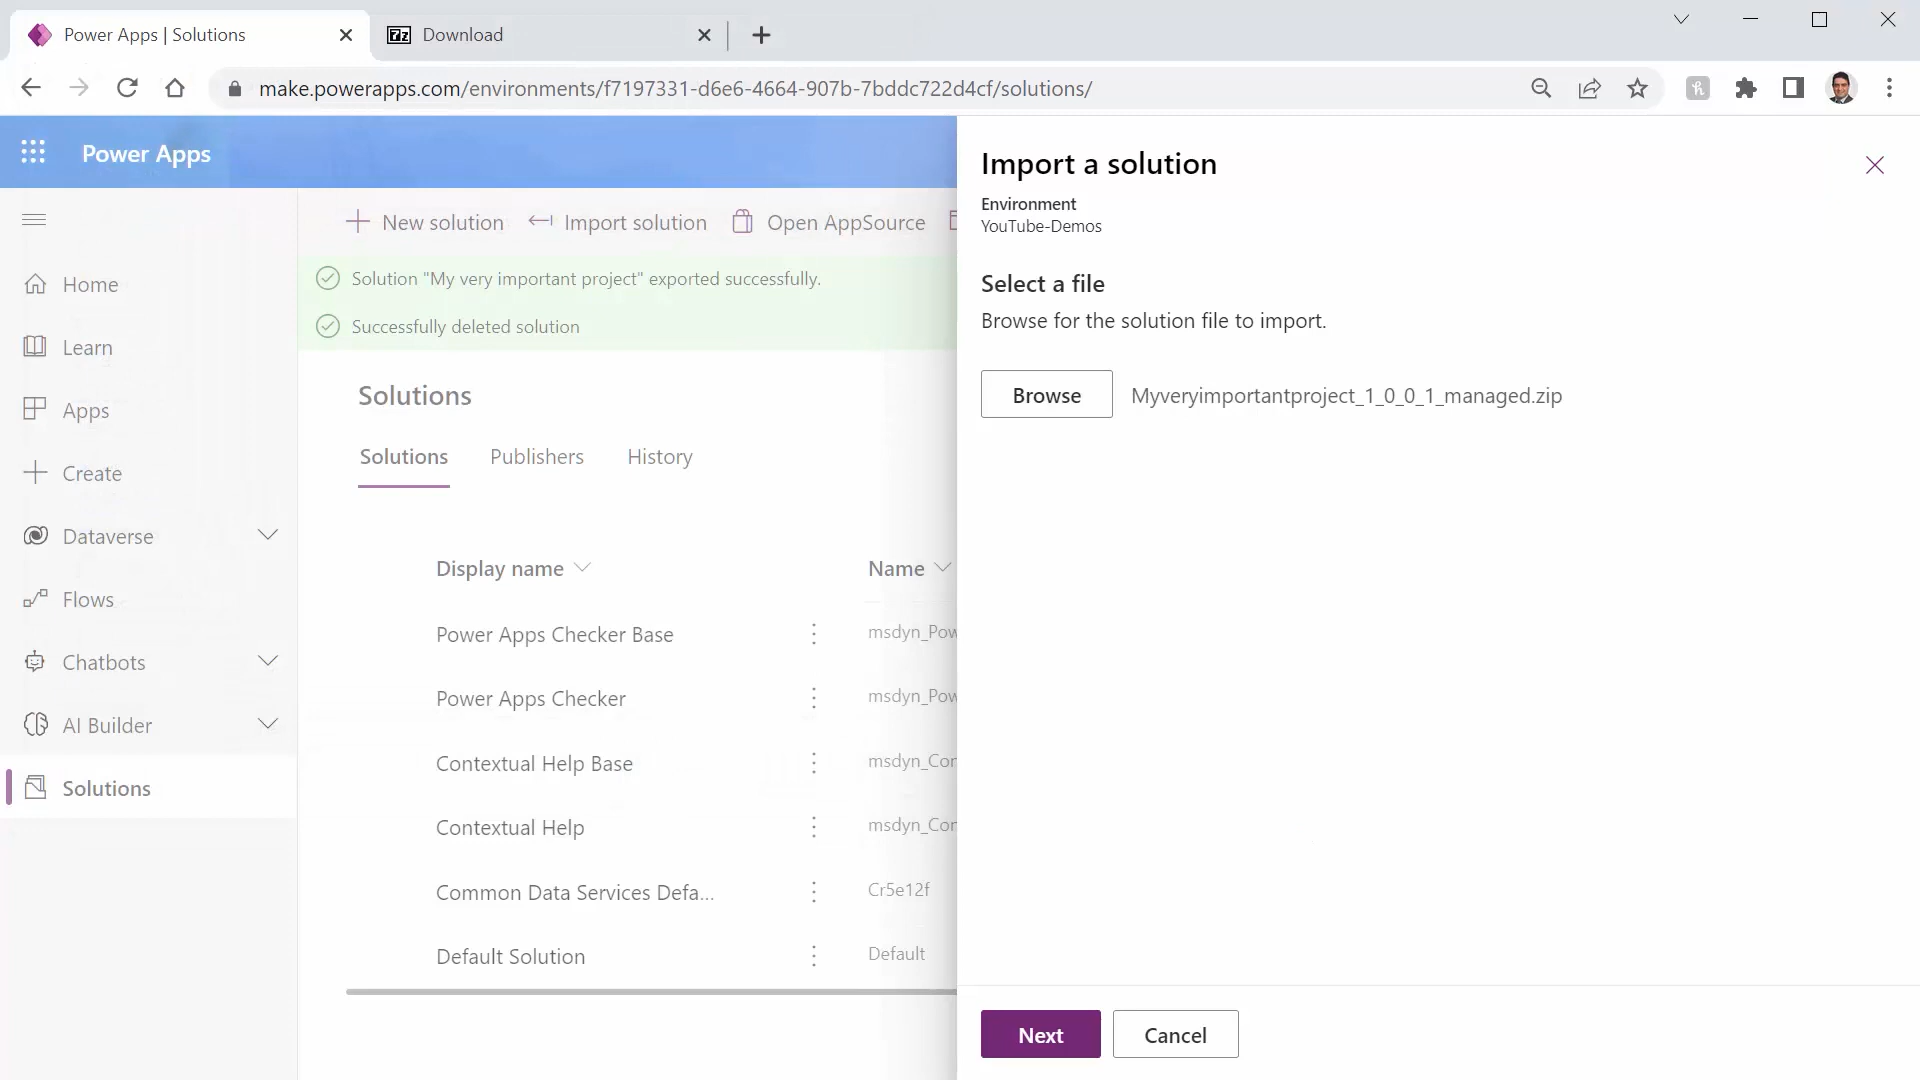 Power Apps | Solutions
7z Download
make.powerapps.com/environments/f7197331-d6e6-4664-907b-7bddc722d4cf/solutions/
Power Apps
New solution
Import solution
Open AppSource
Solution "My very important project" exported successfully.
Successfully deleted solution
Home
Learn
Apps
Create
Dataverse
Flows
Chatbots
AI Builder
Solutions
Solutions
Solutions
Publishers
History
Display name
Name
Power Apps Checker Base
msdyn_Pow
Power Apps Checker
msdyn_Pow
Contextual Help Base
msdyn_Con
Contextual Help
msdyn_Con
Common Data Services Defa...
Cr5e12f
Default Solution
Default
Import a solution
Environment
YouTube-Demos
Select a file
Browse for the solution file to import.
Browse
Myveryimportantproject_1_0_0_1_managed.zip
Next
Cancel